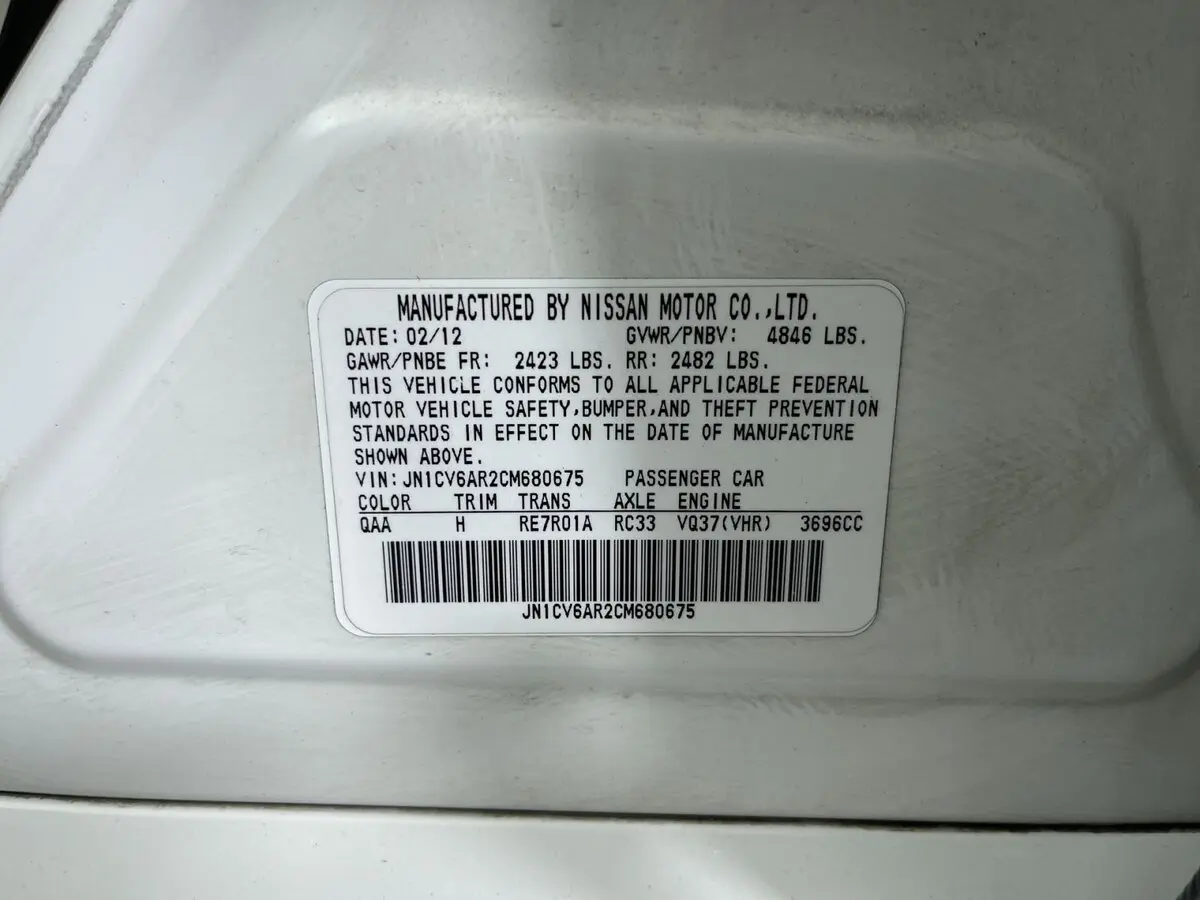 MANUFACTURED BY NISSAN MOTOR CO.,LTD.
DATE: 02/12 GVWR/PNBV: 4846 LBS.
GAWR/PNBE FR: 2423 LBS. RR: 2482 LBS.
THIS VEHICLE CONFORMS TO ALL APPLICABLE FEDERAL
MOTOR VEHICLE SAFETY,BUMPER,AND THEFT PREVENTION
STANDARDS IN EFFECT ON THE DATE OF MANUFACTURE
SHOWN ABOVE.
VIN: JN1CV6AR2CM680675 PASSENGER CAR
COLOR TRIM TRANS AXLE ENGINE
QAA H RE7R01A RC33 VQ37(VHR) 3696CC
JN1CV6AR2CM680675